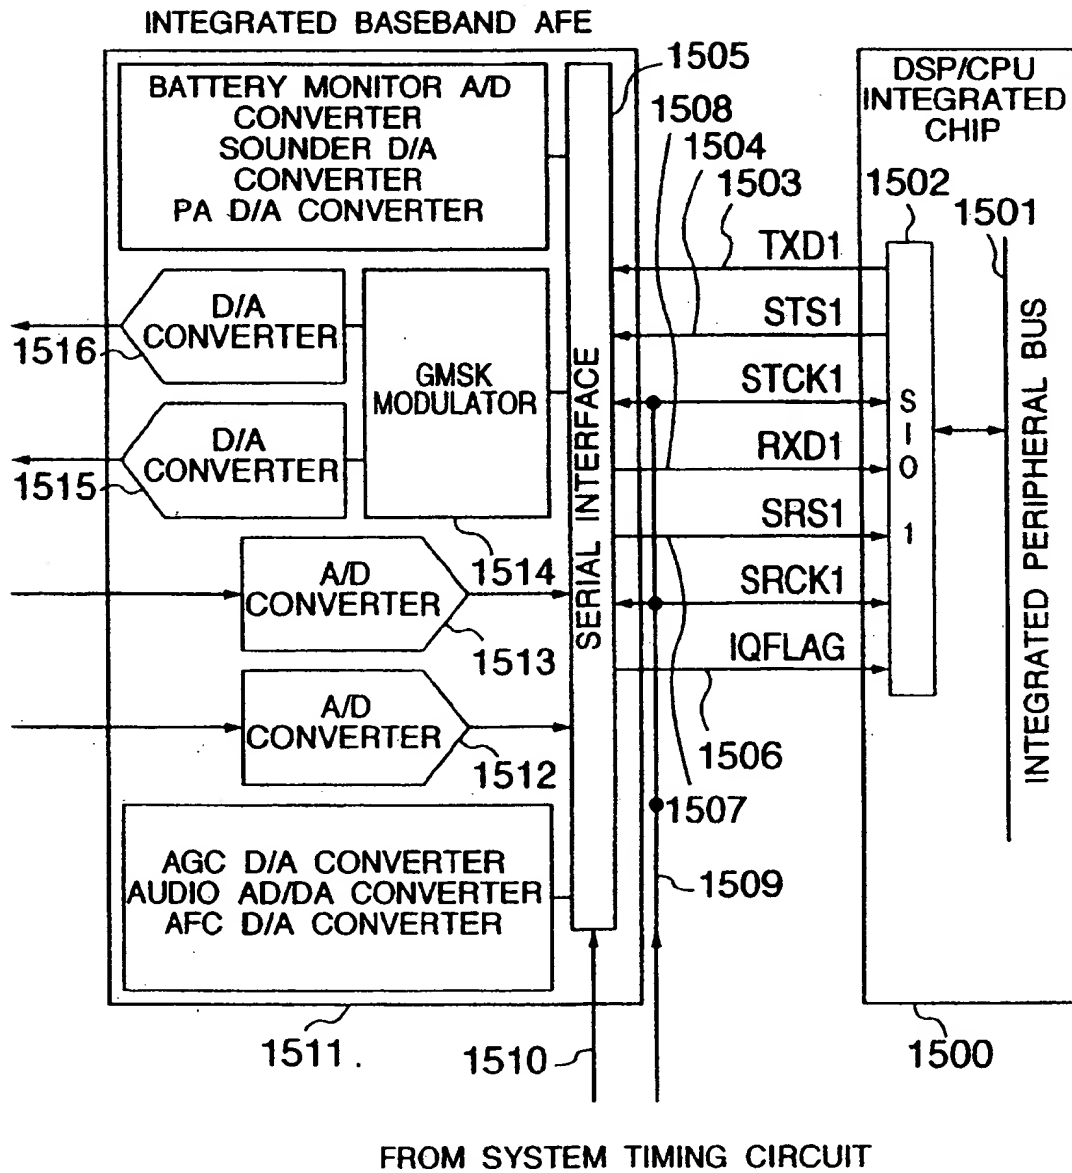 INTEGRATED BASEBAND AFE
1505
1508
1504
1503
DSP/CPU
INTEGRATED
CHIP
1502
1501
BATTERY MONITOR A/D
CONVERTER
SOUNDER D/A
CONVERTER
PA D/A CONVERTER
D/A
CONVERTER
1516
D/A
CONVERTER
1515
GMSK
MODULATOR
1514
A/D
CONVERTER
1513
A/D
CONVERTER
1512
AGC D/A CONVERTER
AUDIO AD/DA CONVERTER
AFC D/A CONVERTER
SERIAL INTERFACE
TXD1
STS1
STCK1
RXD1
SRS1
SRCK1
IQFLAG
SIO 1
INTEGRATED PERIPHERAL BUS
1506
1507
1509
1511
1510
1500
FROM SYSTEM TIMING CIRCUIT